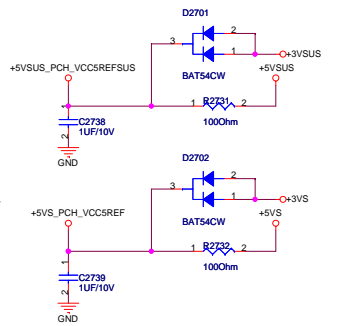 D2701
2
3
1
+3VSUS
BAT54CW
+5VSUS_PCH_VCC5REFSUS
+5VSUS
1
R2731
2
100Ohm
1
C2738
1UF/10V
2
GND
D2702
2
3
1
+3VS
BAT54CW
+5VS_PCH_VCC5REF
+5VS
1
R2732
2
100Ohm
1
C2739
1UF/10V
2
GND